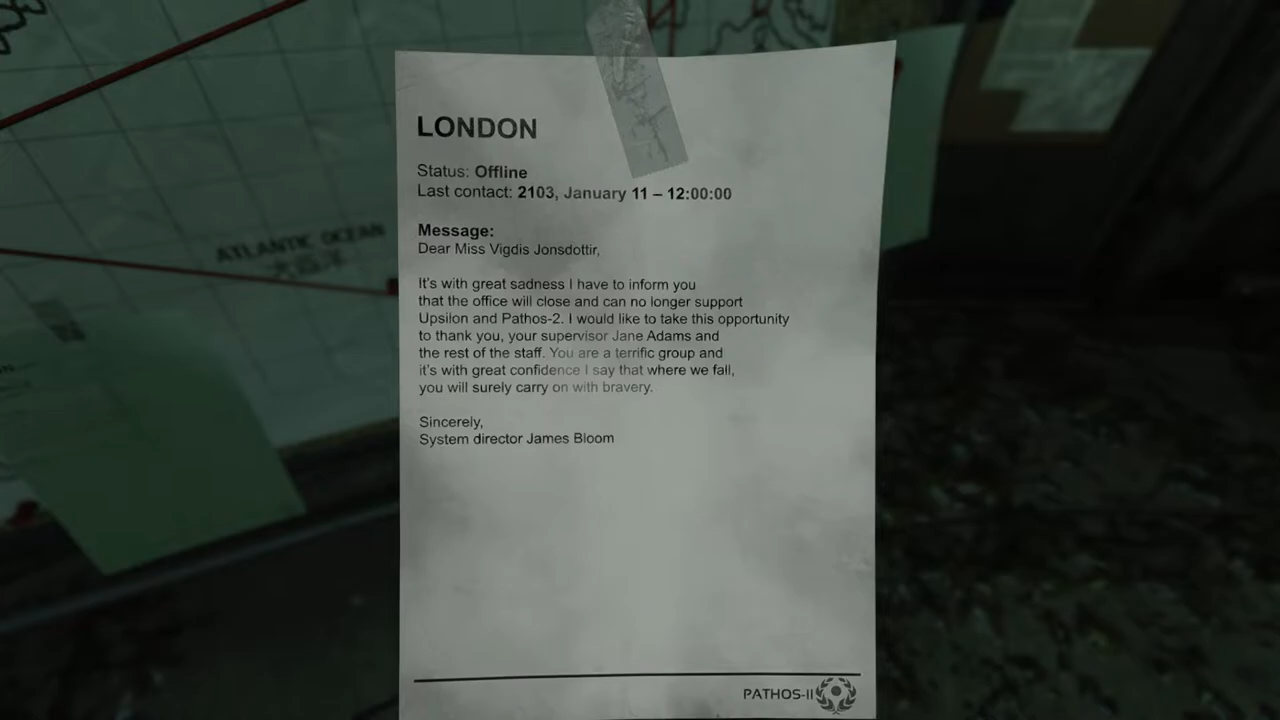 LONDON
Status: Offline
Last contact: 2103, January 11 – 12:00:00
Message:
Dear Miss Vigdis Jonsdottir,
It's with great sadness I have to inform you
that the office will close and can no longer support
Upsilon and Pathos-2. I would like to take this opportunity
to thank you, your supervisor Jane Adams and
the rest of the staff. You are a terrific group and
it's with great confidence I say that where we fall,
you will surely carry on with bravery.
Sincerely,
System director James Bloom
PATHOS-II
ATLANTIC OCEAN
大西洋